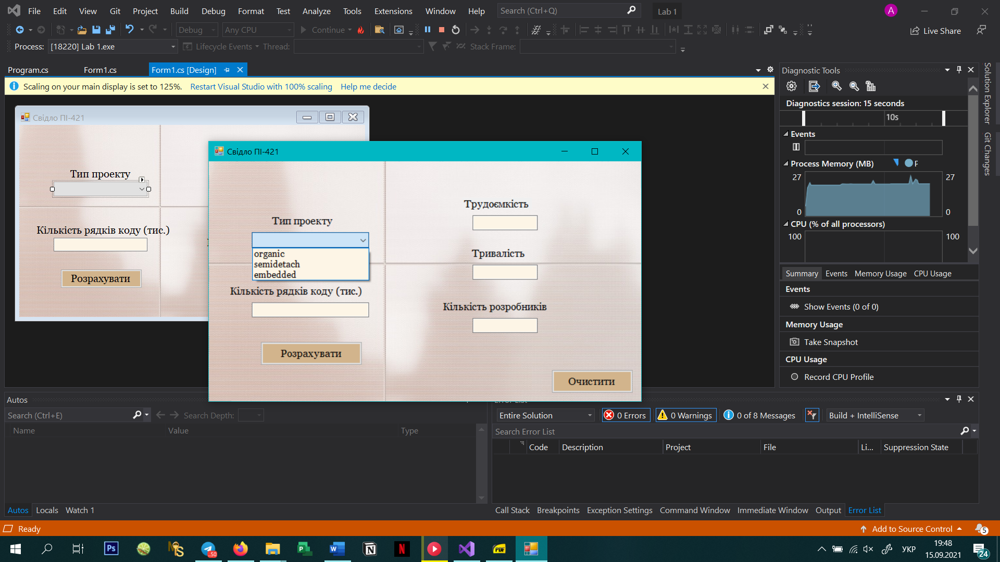 File Edit View Git Project Build Debug Format Test Analyze Tools Extensions Window Help Search (Ctrl+Q) Lab 1 A
Debug Any CPU Continue Live Share
Process: [18220] Lab 1.exe Lifecycle Events Thread: Stack Frame:
Program.cs Form1.cs Form1.cs [Design]
Scaling on your main display is set to 125%. Restart Visual Studio with 100% scaling Help me decide
Свідло ПІ-421
Тип проекту
Кількість рядків коду (тис.)
Розрахувати
Свідло ПІ-421
Тип проекту
organic
semidetach
embedded
Кількість рядків коду (тис.)
Розрахувати
Трудоємкість
Тривалість
Кількість розробників
Очистити
Diagnostic Tools
Diagnostics session: 15 seconds
10s
Events
Process Memory (MB) P
27 27
0 0
CPU (% of all processors)
100 100
Summary Events Memory Usage CPU Usage
Events
Show Events (0 of 0)
Memory Usage
Take Snapshot
CPU Usage
Record CPU Profile
Solution Explorer
Git Changes
Autos
Search (Ctrl+E) Search Depth:
Name Value Type
Autos Locals Watch 1
Entire Solution 0 Errors 0 Warnings 0 of 8 Messages Build + IntelliSense
Search Error List
Code Description Project File Li... Suppression State
Call Stack Breakpoints Exception Settings Command Window Immediate Window Output Error List
Ready Add to Source Control 5
Ps ..50 P W N N PDF УКР 19:48
15.09.2021 24